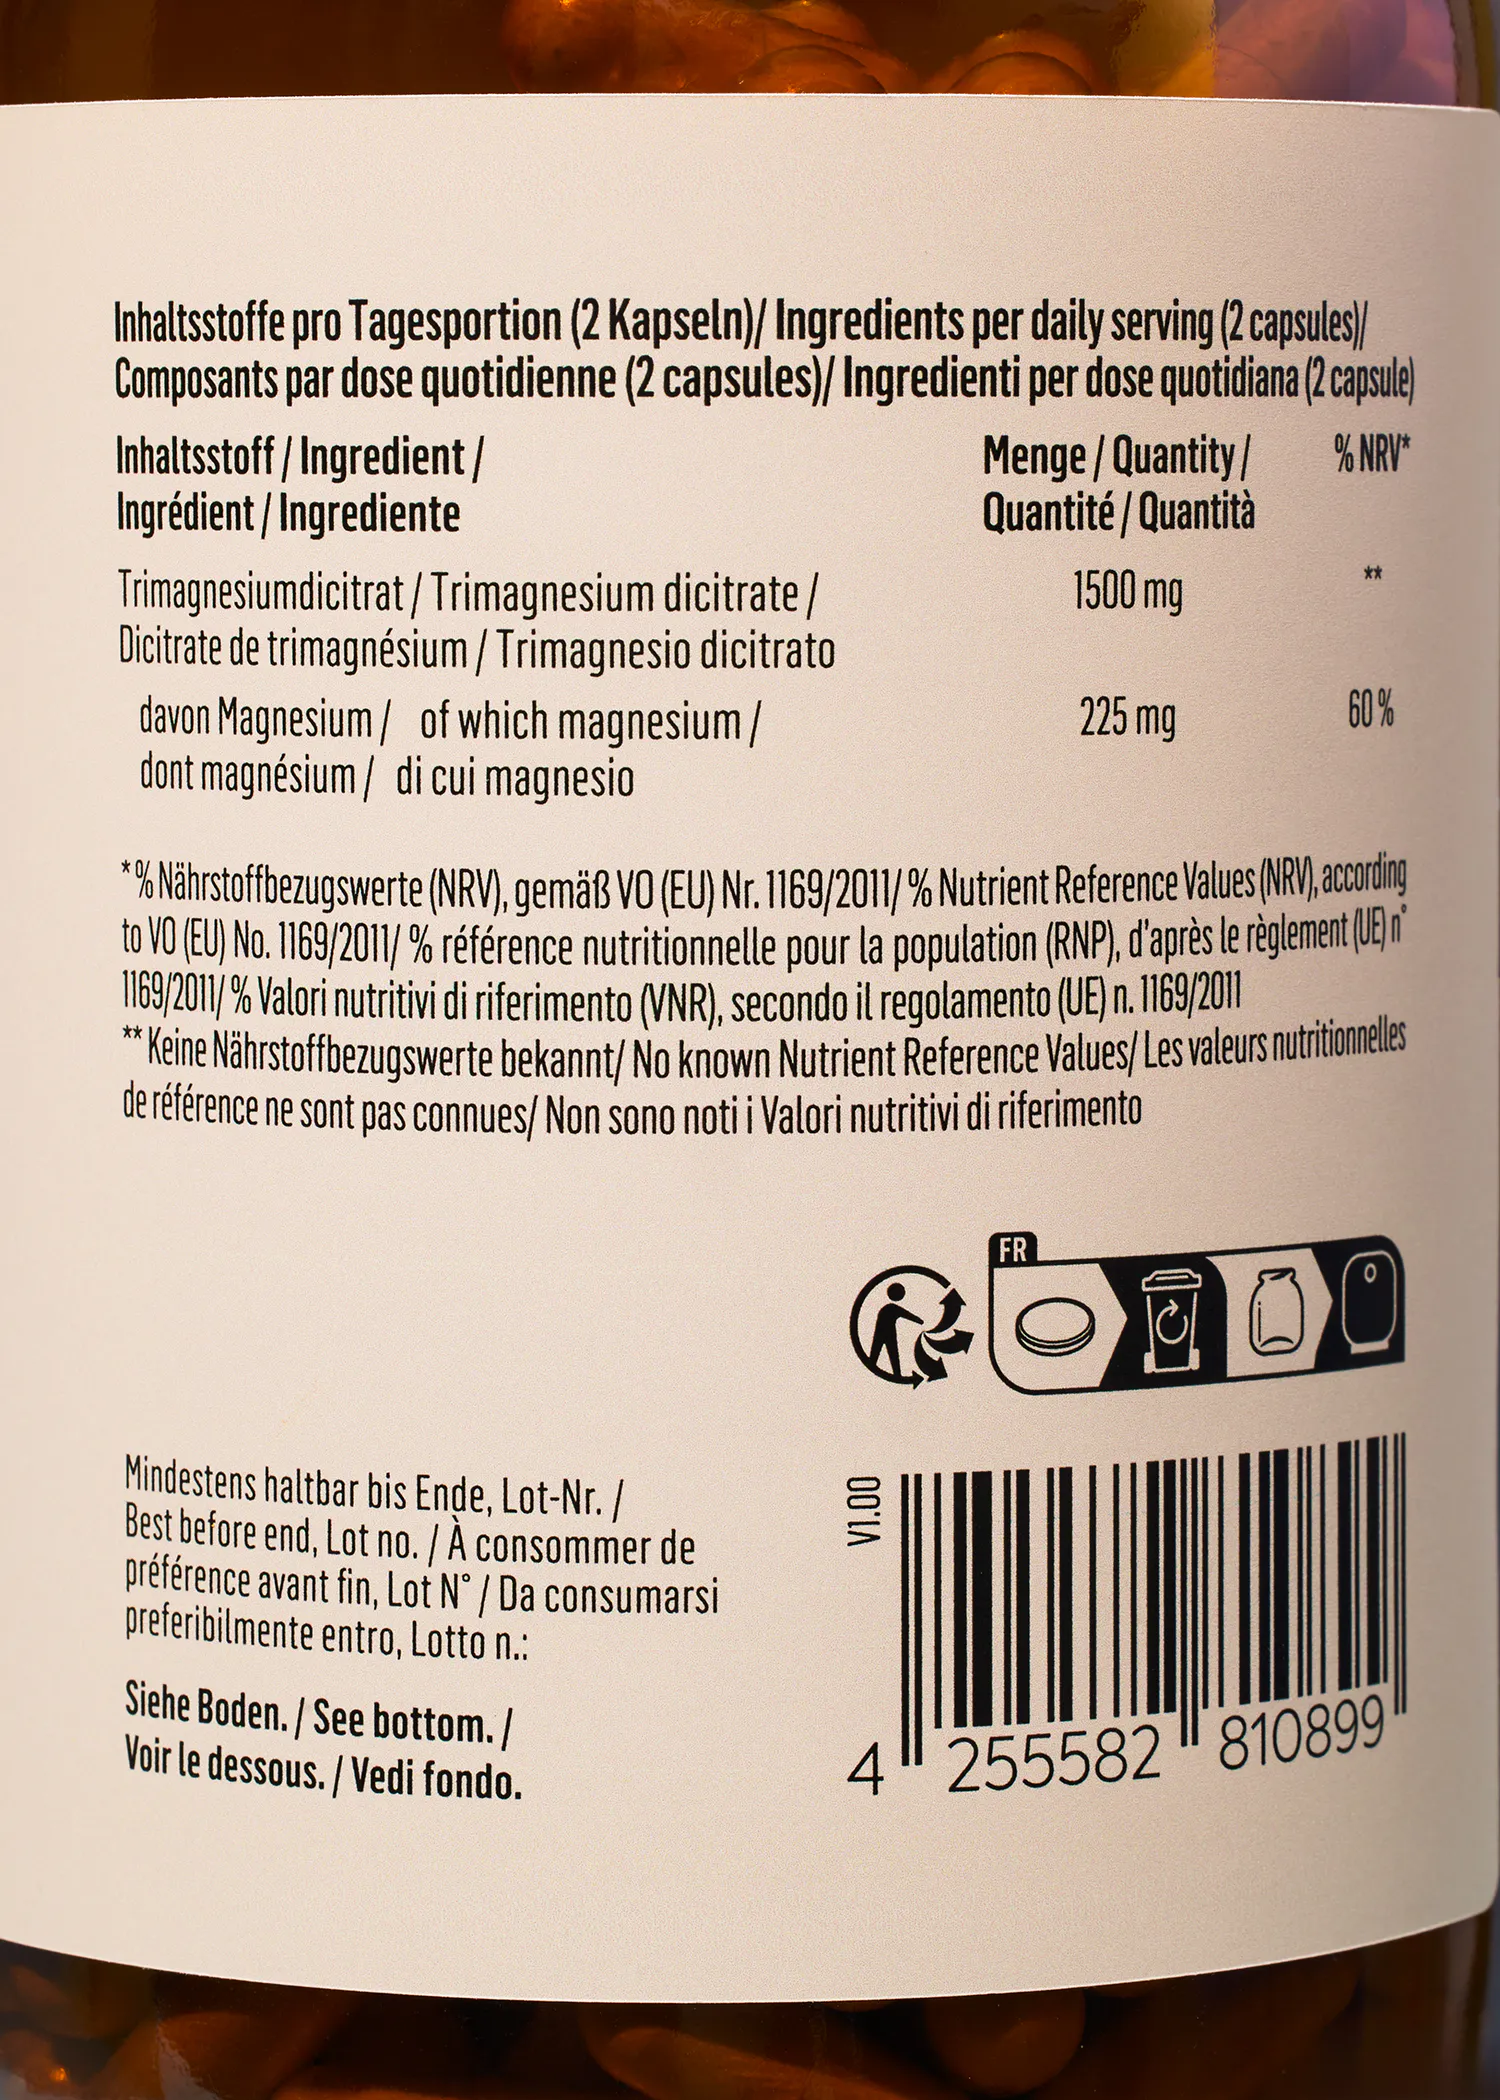 Inhaltsstoffe pro Tagesportion (2 Kapseln)/ Ingredients per daily serving (2 capsules)/
Composants par dose quotidienne (2 capsules)/ Ingredienti per dose quotidiana (2 capsule)
Inhaltsstoff / Ingredient /
Ingrédient / Ingrediente
Menge / Quantity /
Quantité / Quantità
% NRV*
Trimagnesiumdicitrat / Trimagnesium dicitrate /
Dicitrate de trimagnésium / Trimagnesio dicitrato
1500 mg
**
davon Magnesium / of which magnesium /
dont magnésium / di cui magnesio
225 mg
60 %
*% Nährstoffbezugswerte (NRV), gemäß VO (EU) Nr. 1169/2011/ % Nutrient Reference Values (NRV), according
to VO (EU) No. 1169/2011/ % référence nutritionnelle pour la population (RNP), d'après le règlement (UE) n°
1169/2011/ % Valori nutritivi di riferimento (VNR), secondo il regolamento (UE) n. 1169/2011
** Keine Nährstoffbezugswerte bekannt/ No known Nutrient Reference Values/ Les valeurs nutritionnelles
de référence ne sont pas connues/ Non sono noti i Valori nutritivi di riferimento
FR
Mindestens haltbar bis Ende, Lot-Nr. /
Best before end, Lot no. / À consommer de
préférence avant fin, Lot N° / Da consumarsi
preferibilmente entro, Lotto n.:
Siehe Boden. / See bottom. /
Voir le dessous. / Vedi fondo.
V1.00
4 255582 810899